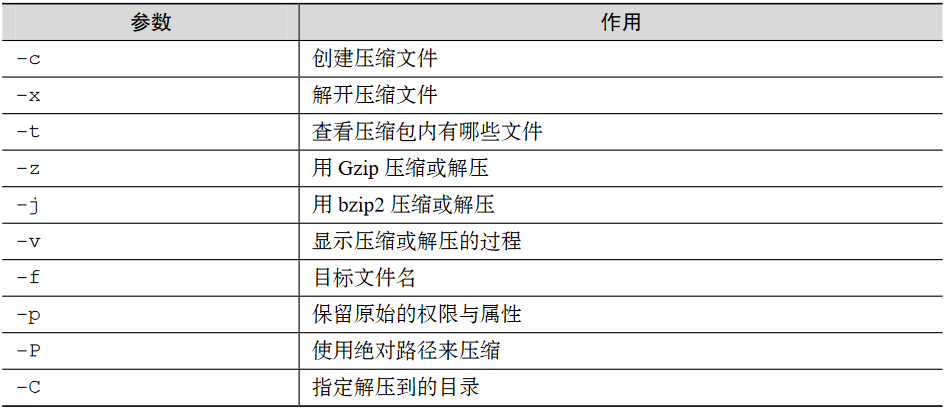 参数 作用
-c 创建压缩文件
-x 解开压缩文件
-t 查看压缩包内有哪些文件
-z 用 Gzip 压缩或解压
-j 用 bzip2 压缩或解压
-v 显示压缩或解压的过程
-f 目标文件名
-p 保留原始的权限与属性
-P 使用绝对路径来压缩
-C 指定解压到的目录